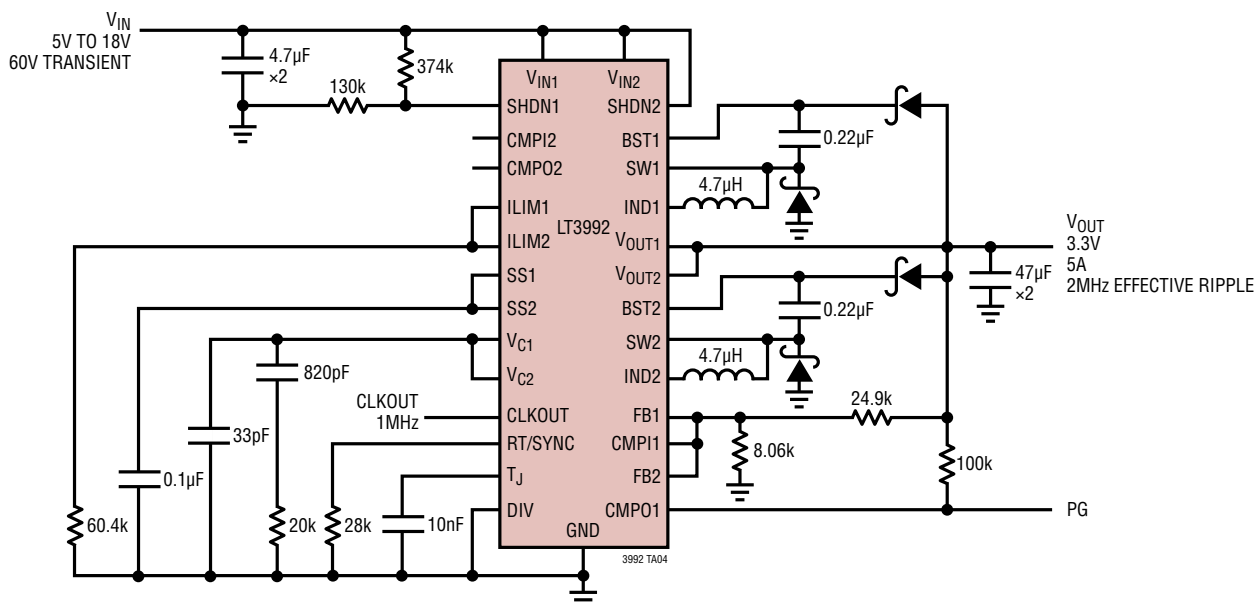 VIN
5V TO 18V
60V TRANSIENT
4.7µF
×2
130k
374k
VIN1
VIN2
SHDN1
SHDN2
CMPI2
BST1
CMPO2
SW1
0.22µF
4.7µH
ILIM1
IND1
LT3992
ILIM2
VOUT1
VOUT
3.3V
5A
2MHz EFFECTIVE RIPPLE
47µF
×2
SS1
VOUT2
SS2
BST2
0.22µF
VC1
SW2
4.7µH
VC2
IND2
820pF
33pF
0.1µF
CLKOUT
1MHz
CLKOUT
FB1
24.9k
RT/SYNC
CMPI1
8.06k
TJ
FB2
100k
DIV
CMPO1
PG
60.4k
20k
28k
10nF
GND
3992 TA04